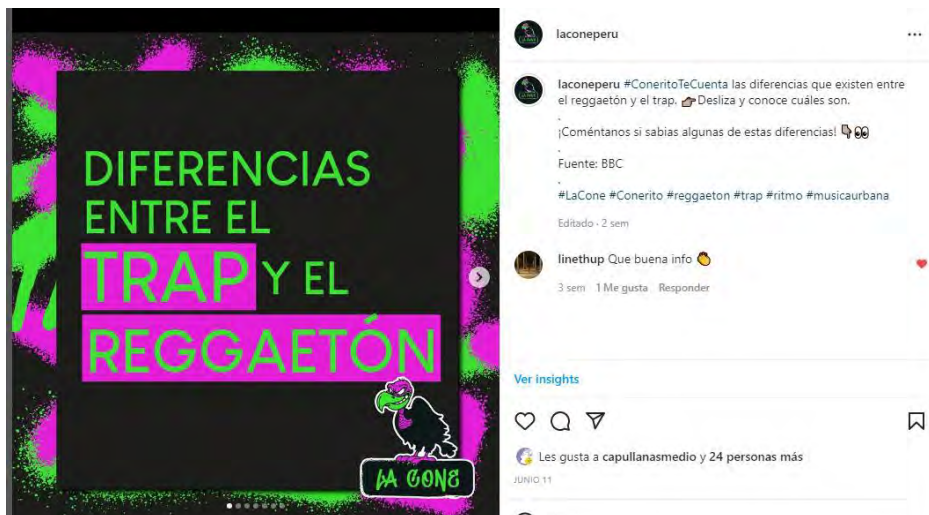 DIFERENCIAS
ENTRE EL
TRAP Y EL
REGGAETÓN
LA CONE
laconeperu
laconeperu #ConeritoTeCuenta las diferencias que existen entre
el reggaetón y el trap. Desliza y conoce cuáles son.
.
¡Coméntanos si sabias algunas de estas diferencias!
.
Fuente: BBC
.
#LaCone #Conerito #reggaeton #trap #ritmo #musicaurbana
Editado · 2 sem
linethup Que buena info
3 sem 1 Me gusta Responder
Ver insights
Les gusta a capullanasmedio y 24 personas más
JUNIO 11